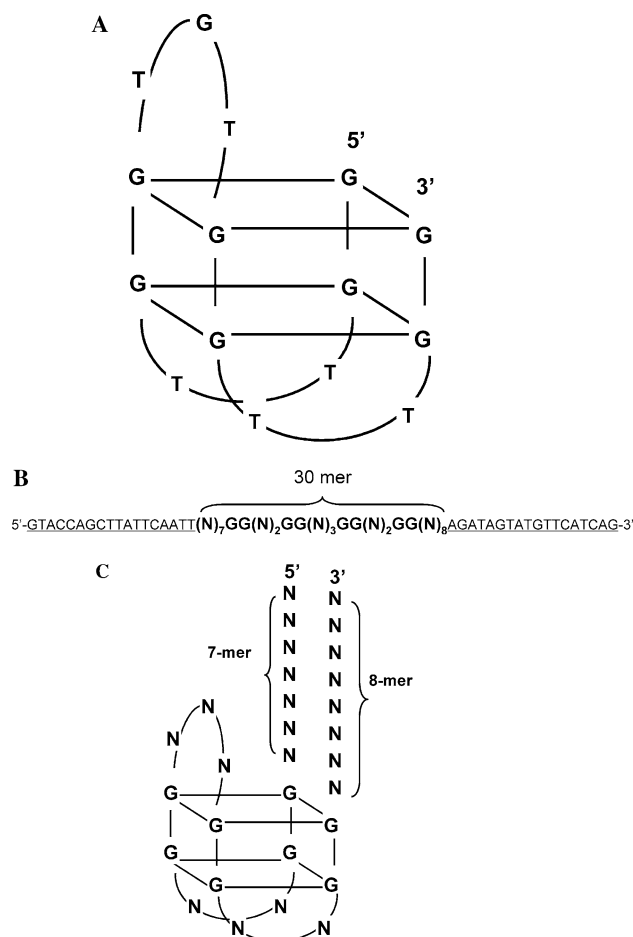 A
G
T
T
5'
G
G
3'
G
G
G
G
G
G
T
T
T
T
B
30 mer
5'-GTACCAGCTTATTCAATT(N)7GG(N)2GG(N)3GG(N)2GG(N)8AGATAGTATGTTCATCAG-3'
C
5' 3'
N N
N N
N N
7-mer
N N
8-mer
N N
N N
N
N N
N
N N
G G
G G
G G
G G
N N
N N